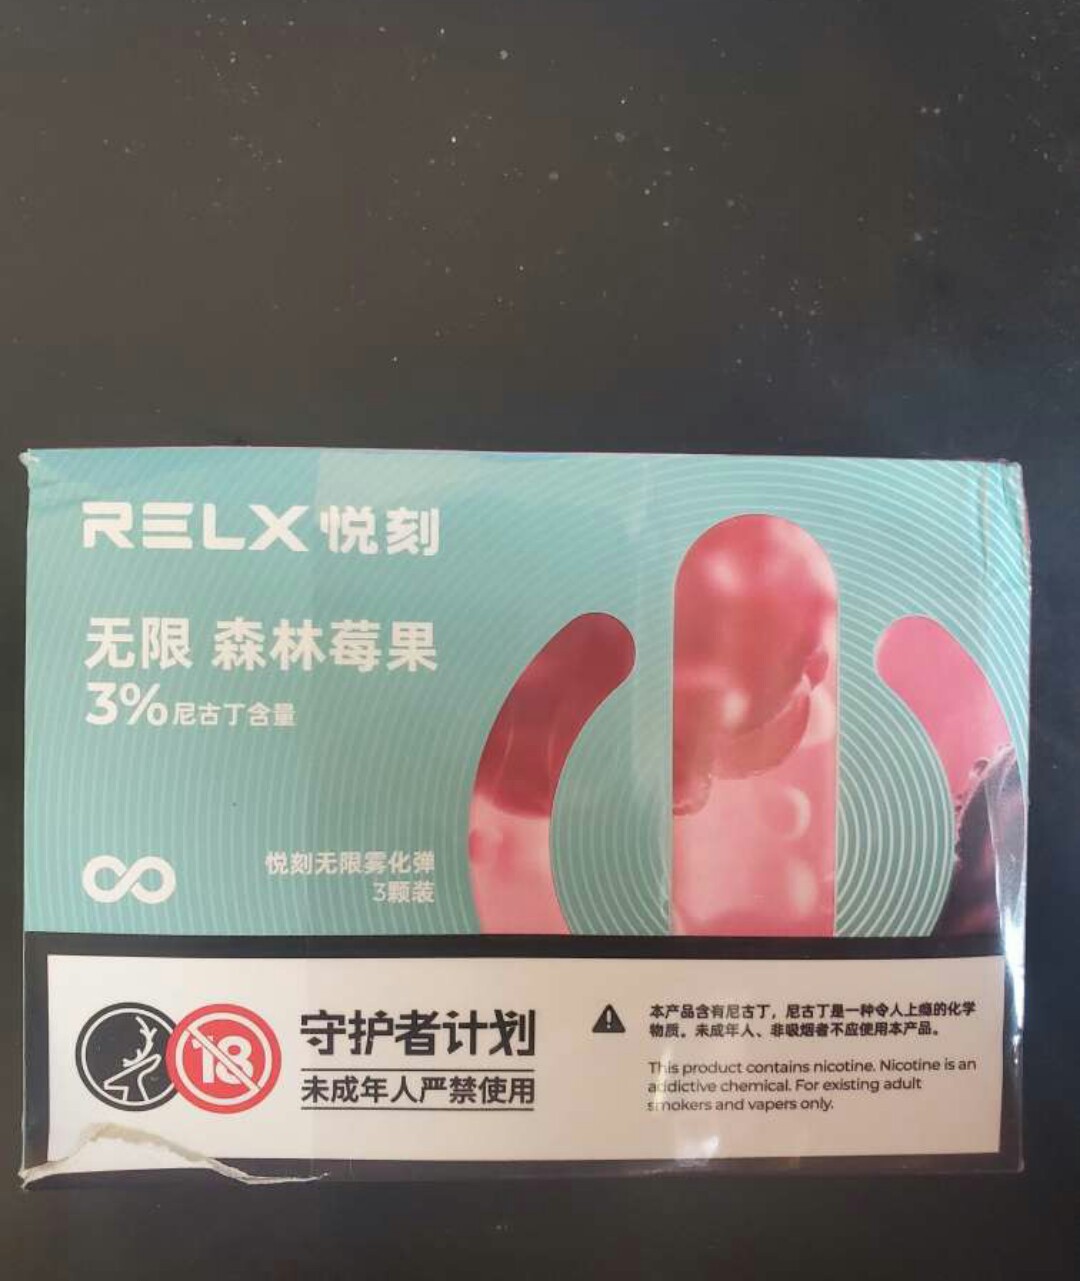 RELX 悦刻
无限 森林莓果
3%尼古丁含量
悦刻无限雾化弹
3颗装
18
守护者计划
未成年人严禁使用
本产品含有尼古丁，尼古丁是一种令人上瘾的化学
物质。未成年人、非吸烟者不应使用本产品。
This product contains nicotine. Nicotine is an
addictive chemical. For existing adult
smokers and vapers only.